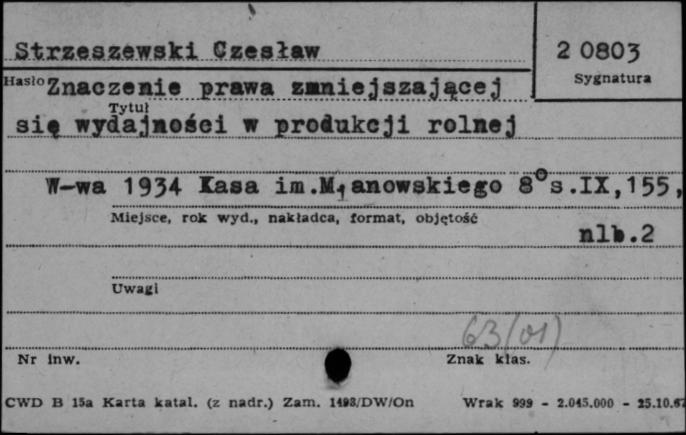 Strzeszewski Czesław
2 0803
Hasło
Sygnatura
Znaczenie prawa zmniejszającej
Tytuł
się wydajności w produkcji rolnej
W-wa 1934 Kasa im.Mianowskiego 8° s.IX,155,
Miejsce, rok wyd., nakładca, format, objętość
nlb.2
Uwagi
63(01)
Nr inw.
Znak klas.
CWD B 15a Karta katal. (z nadr.) Zam. 1498/DW/On Wrak 999 - 2.045.000 - 25.10.67